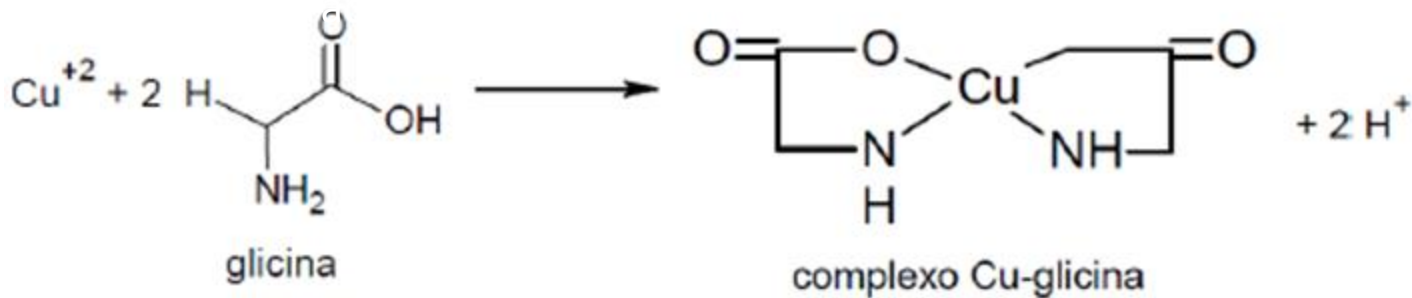 Cu+2 + 2 H O OH NH2
glicina
O O Cu O N H NH
+ 2 H+
complexo Cu-glicina